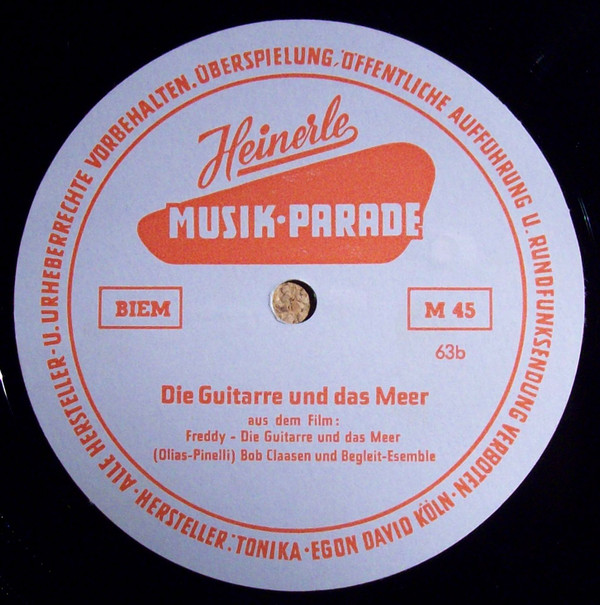 ALLE HERSTELLER- U. URHEBERRECHTE VORBEHALTEN. ÜBERSPIELUNG, ÖFFENTLICHE AUFFÜHRUNG U. RUNDFUNKSENDUNG VERBOTEN · HERSTELLER: TONIKA · EGON DAVID KÖLN ·
Heinerle
MUSIK·PARADE
BIEM
M 45
63b
Die Guitarre und das Meer
aus dem Film:
Freddy - Die Guitarre und das Meer
(Olias-Pinelli) Bob Claasen und Begleit-Esemble